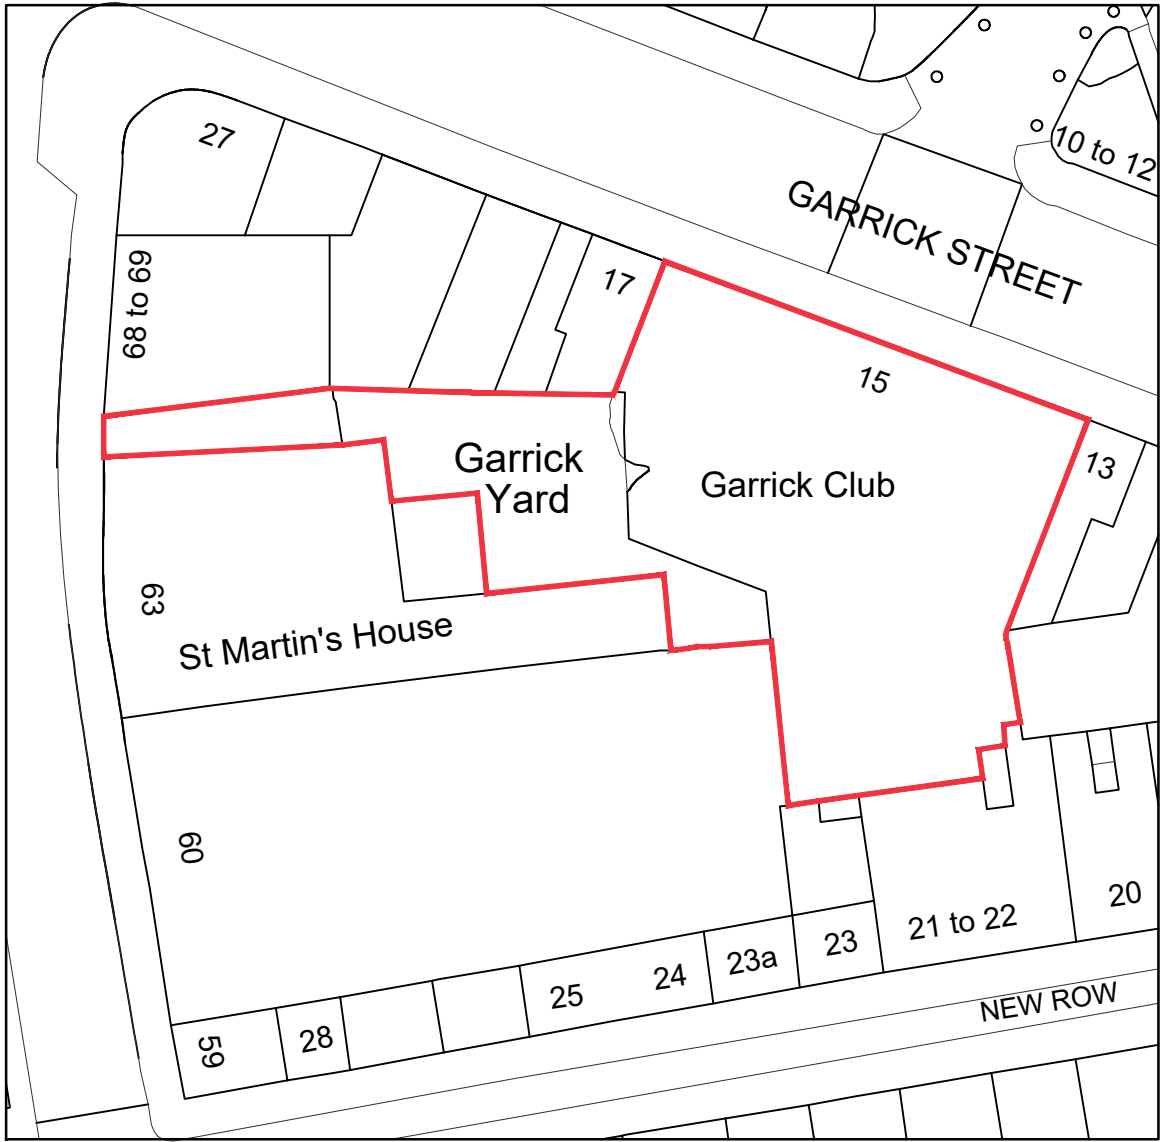 27
10 to 12
GARRICK STREET
17
68 to 69
15
Garrick
Yard
Garrick Club
13
63
St Martin's House
60
20
21 to 22
23
23a
24
25
NEW ROW
28
59